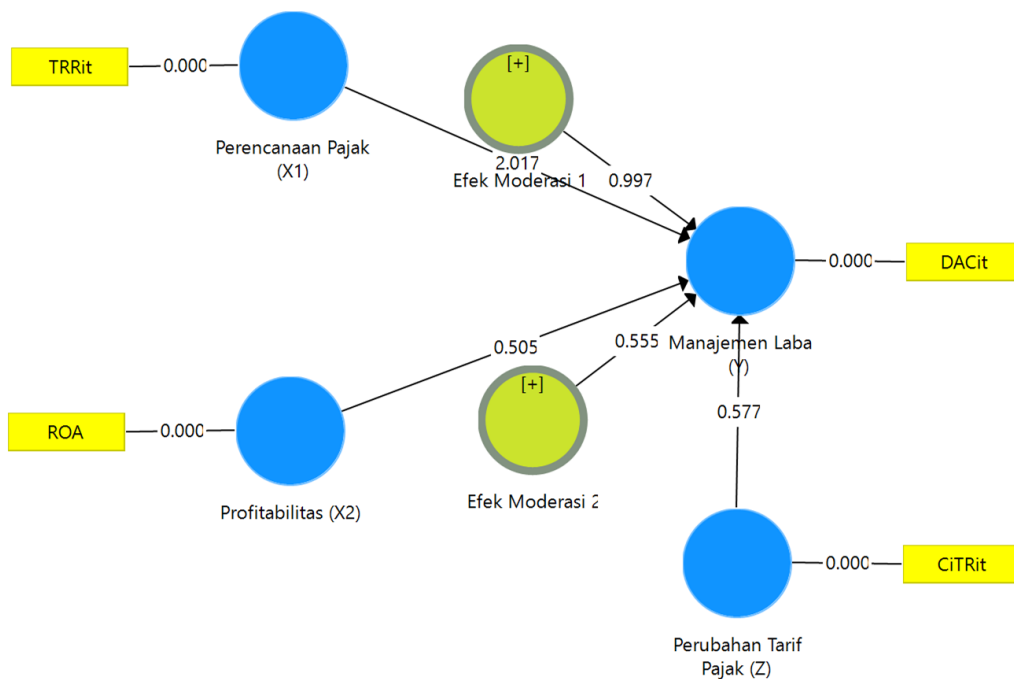 TRRit
0.000
Perencanaan Pajak
(X1)
[+]
2.017
Efek Moderasi 1
0.997
0.000
DACit
Manajemen Laba
(Y)
0.505
0.555
[+]
ROA
0.000
0.577
Efek Moderasi 2
Profitabilitas (X2)
0.000
CiTRit
Perubahan Tarif
Pajak (Z)